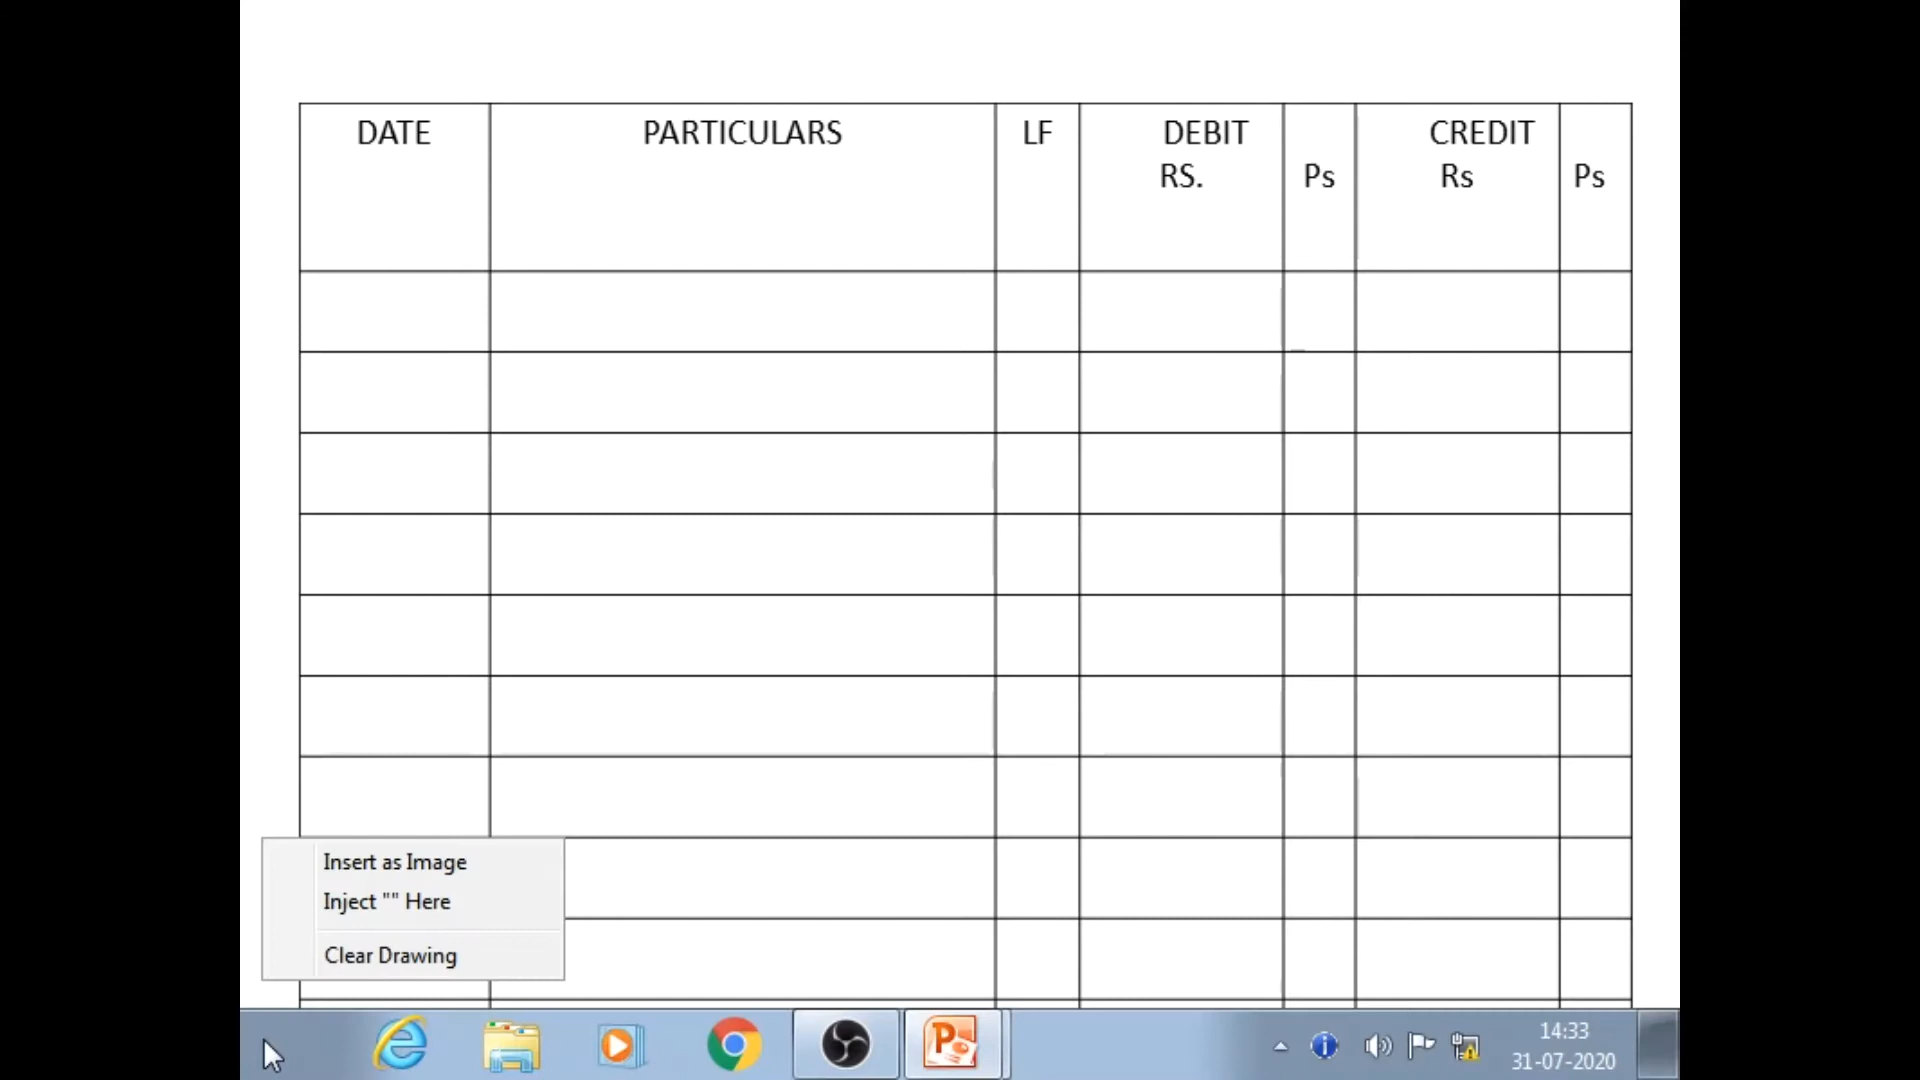 DATE PARTICULARS LF DEBIT CREDIT
RS. Ps Rs Ps
Insert as Image
Inject "" Here
Clear Drawing
14:33
31-07-2020